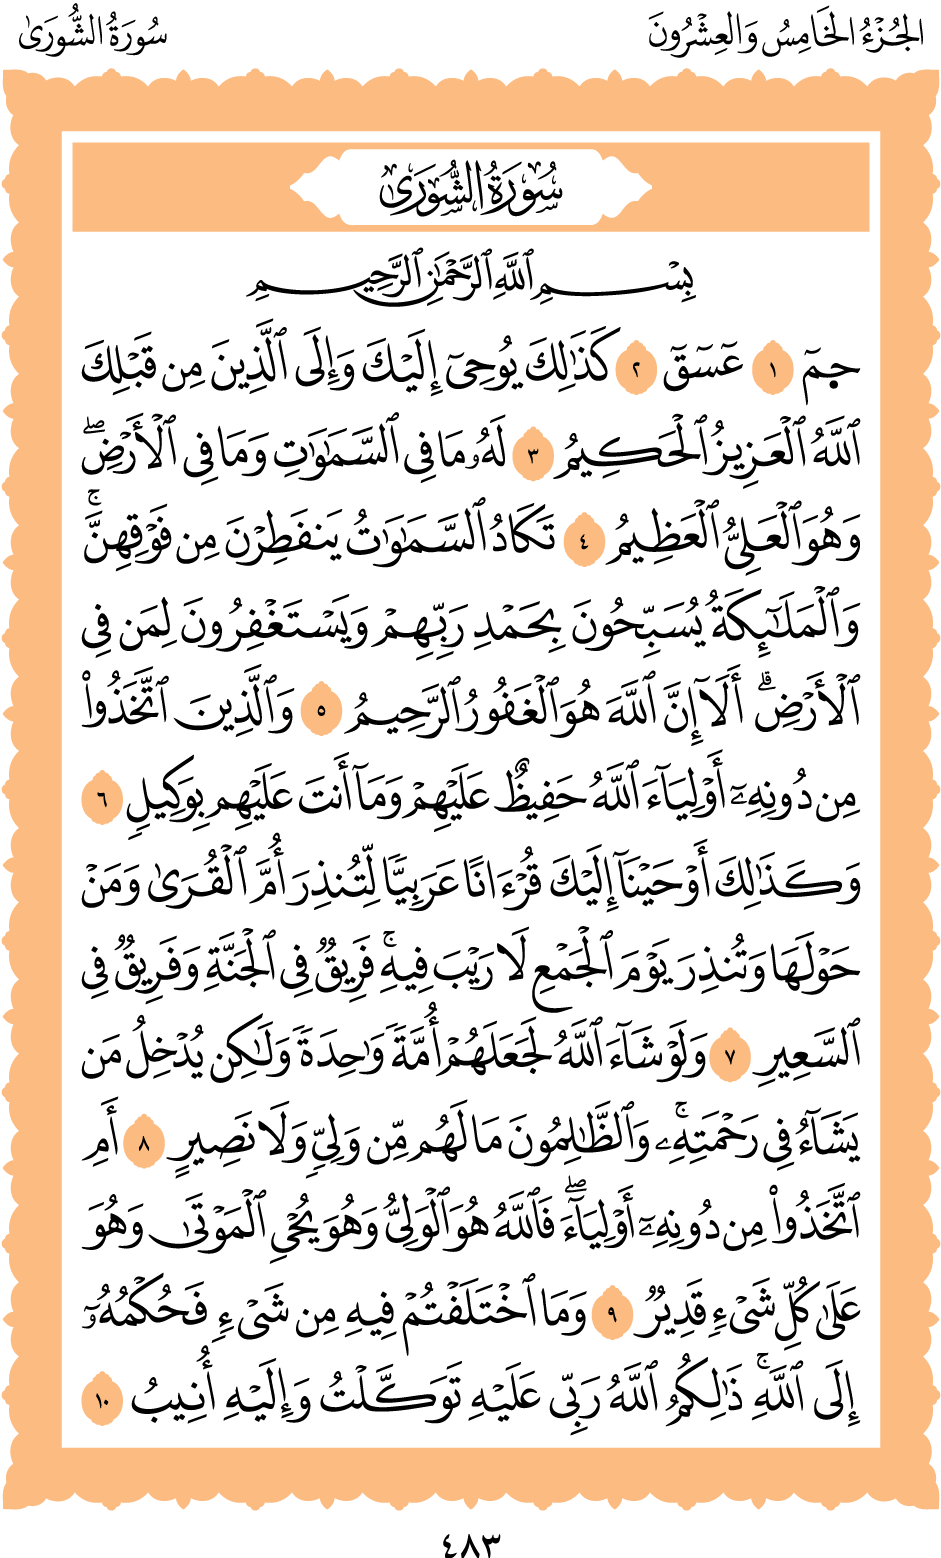 الجُزْءُ الخَامِسُ وَالعِشْرُونَ
سُورَةُ الشُّورَىٰ
سُورَةُ الشُّورَىٰ
بِسْمِ ٱللَّهِ ٱلرَّحْمَٰنِ ٱلرَّحِيمِ
حمٓ ١ عٓسٓقٓ ٢ كَذَٰلِكَ يُوحِىٓ إِلَيْكَ وَإِلَى ٱلَّذِينَ مِن قَبْلِكَ
ٱللَّهُ ٱلْعَزِيزُ ٱلْحَكِيمُ ٣ لَهُۥ مَا فِى ٱلسَّمَٰوَٰتِ وَمَا فِى ٱلْأَرْضِۖ
وَهُوَ ٱلْعَلِىُّ ٱلْعَظِيمُ ٤ تَكَادُ ٱلسَّمَٰوَٰتُ يَنفَطِرْنَ مِن فَوْقِهِنَّۚ
وَٱلْمَلَٰٓئِكَةُ يُسَبِّحُونَ بِحَمْدِ رَبِّهِمْ وَيَسْتَغْفِرُونَ لِمَن فِى
ٱلْأَرْضِۗ أَلَآ إِنَّ ٱللَّهَ هُوَ ٱلْغَفُورُ ٱلرَّحِيمُ ٥ وَٱلَّذِينَ ٱتَّخَذُوا۟
مِن دُونِهِۦٓ أَوْلِيَآءَ ٱللَّهُ حَفِيظٌ عَلَيْهِمْ وَمَآ أَنتَ عَلَيْهِم بِوَكِيلٍ ٦
وَكَذَٰلِكَ أَوْحَيْنَآ إِلَيْكَ قُرْءَانًا عَرَبِيًّا لِّتُنذِرَ أُمَّ ٱلْقُرَىٰ وَمَنْ
حَوْلَهَا وَتُنذِرَ يَوْمَ ٱلْجَمْعِ لَا رَيْبَ فِيهِۚ فَرِيقٌ فِى ٱلْجَنَّةِ وَفَرِيقٌ فِى
ٱلسَّعِيرِ ٧ وَلَوْ شَآءَ ٱللَّهُ لَجَعَلَهُمْ أُمَّةً وَٰحِدَةً وَلَٰكِن يُدْخِلُ مَن
يَشَآءُ فِى رَحْمَتِهِۦۚ وَٱلظَّٰلِمُونَ مَا لَهُم مِّن وَلِىٍّ وَلَا نَصِيرٍ ٨ أَمِ
ٱتَّخَذُوا۟ مِن دُونِهِۦٓ أَوْلِيَآءَۖ فَٱللَّهُ هُوَ ٱلْوَلِىُّ وَهُوَ يُحْىِ ٱلْمَوْتَىٰ وَهُوَ
عَلَىٰ كُلِّ شَىْءٍ قَدِيرٌ ٩ وَمَا ٱخْتَلَفْتُمْ فِيهِ مِن شَىْءٍ فَحُكْمُهُۥٓ
إِلَى ٱللَّهِۚ ذَٰلِكُمُ ٱللَّهُ رَبِّى عَلَيْهِ تَوَكَّلْتُ وَإِلَيْهِ أُنِيبُ ١٠
٤٨٣